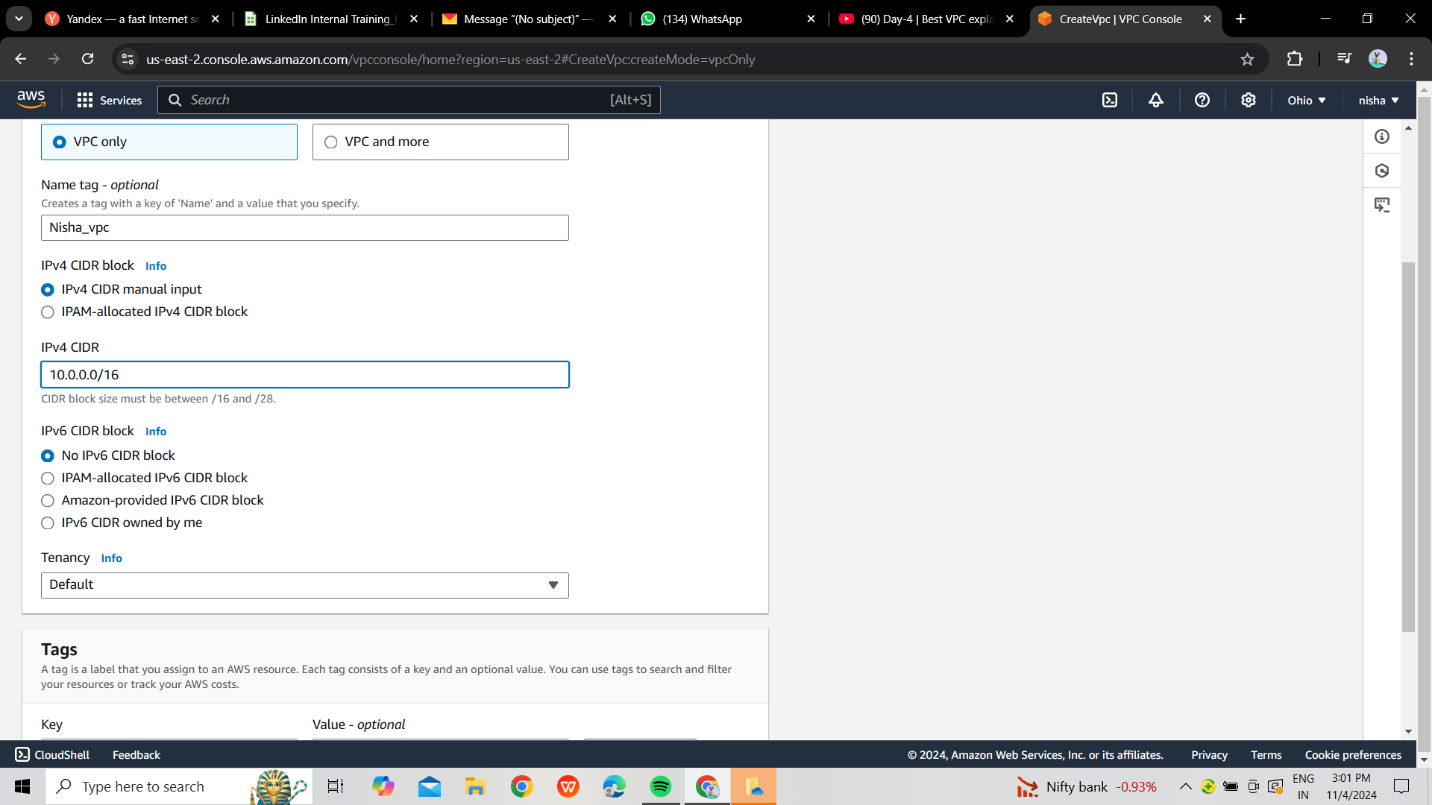 Yandex — a fast Internet se
LinkedIn Internal Training_
Message "(No subject)" —
(134) WhatsApp
(90) Day-4 | Best VPC expla
CreateVpc | VPC Console
us-east-2.console.aws.amazon.com/vpcconsole/home?region=us-east-2#CreateVpc:createMode=vpcOnly
aws
Services
Search
[Alt+S]
Ohio
nisha
VPC only
VPC and more
Name tag - optional
Creates a tag with a key of 'Name' and a value that you specify.
Nisha_vpc
IPv4 CIDR block Info
IPv4 CIDR manual input
IPAM-allocated IPv4 CIDR block
IPv4 CIDR
10.0.0.0/16
CIDR block size must be between /16 and /28.
IPv6 CIDR block Info
No IPv6 CIDR block
IPAM-allocated IPv6 CIDR block
Amazon-provided IPv6 CIDR block
IPv6 CIDR owned by me
Tenancy Info
Default
Tags
A tag is a label that you assign to an AWS resource. Each tag consists of a key and an optional value. You can use tags to search and filter
your resources or track your AWS costs.
Key
Value - optional
CloudShell
Feedback
© 2024, Amazon Web Services, Inc. or its affiliates.
Privacy
Terms
Cookie preferences
Type here to search
Nifty bank -0.93%
ENG
IN
3:01 PM
11/4/2024